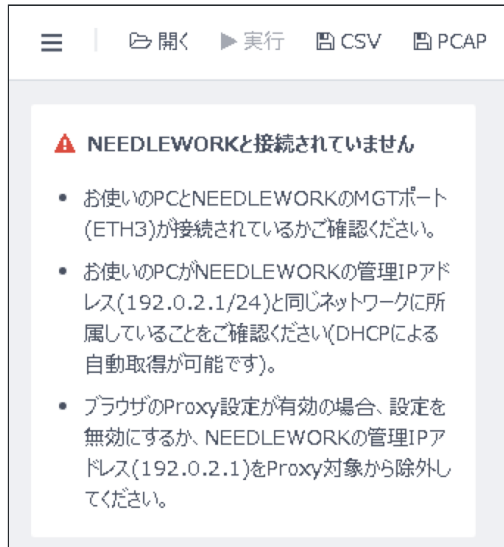 開く 実行 CSV PCAP
NEEDLEWORKと接続されていません
• お使いのPCとNEEDLEWORKのMGTポート
(ETH3)が接続されているかご確認ください。
• お使いのPCがNEEDLEWORKの管理IPアド
レス(192.0.2.1/24)と同じネットワークに所
属していることをご確認ください(DHCPによる
自動取得が可能です)。
• ブラウザのProxy設定が有効の場合、設定を
無効にするか、NEEDLEWORKの管理IPア
ドレス(192.0.2.1)をProxy対象から除外し
てください。